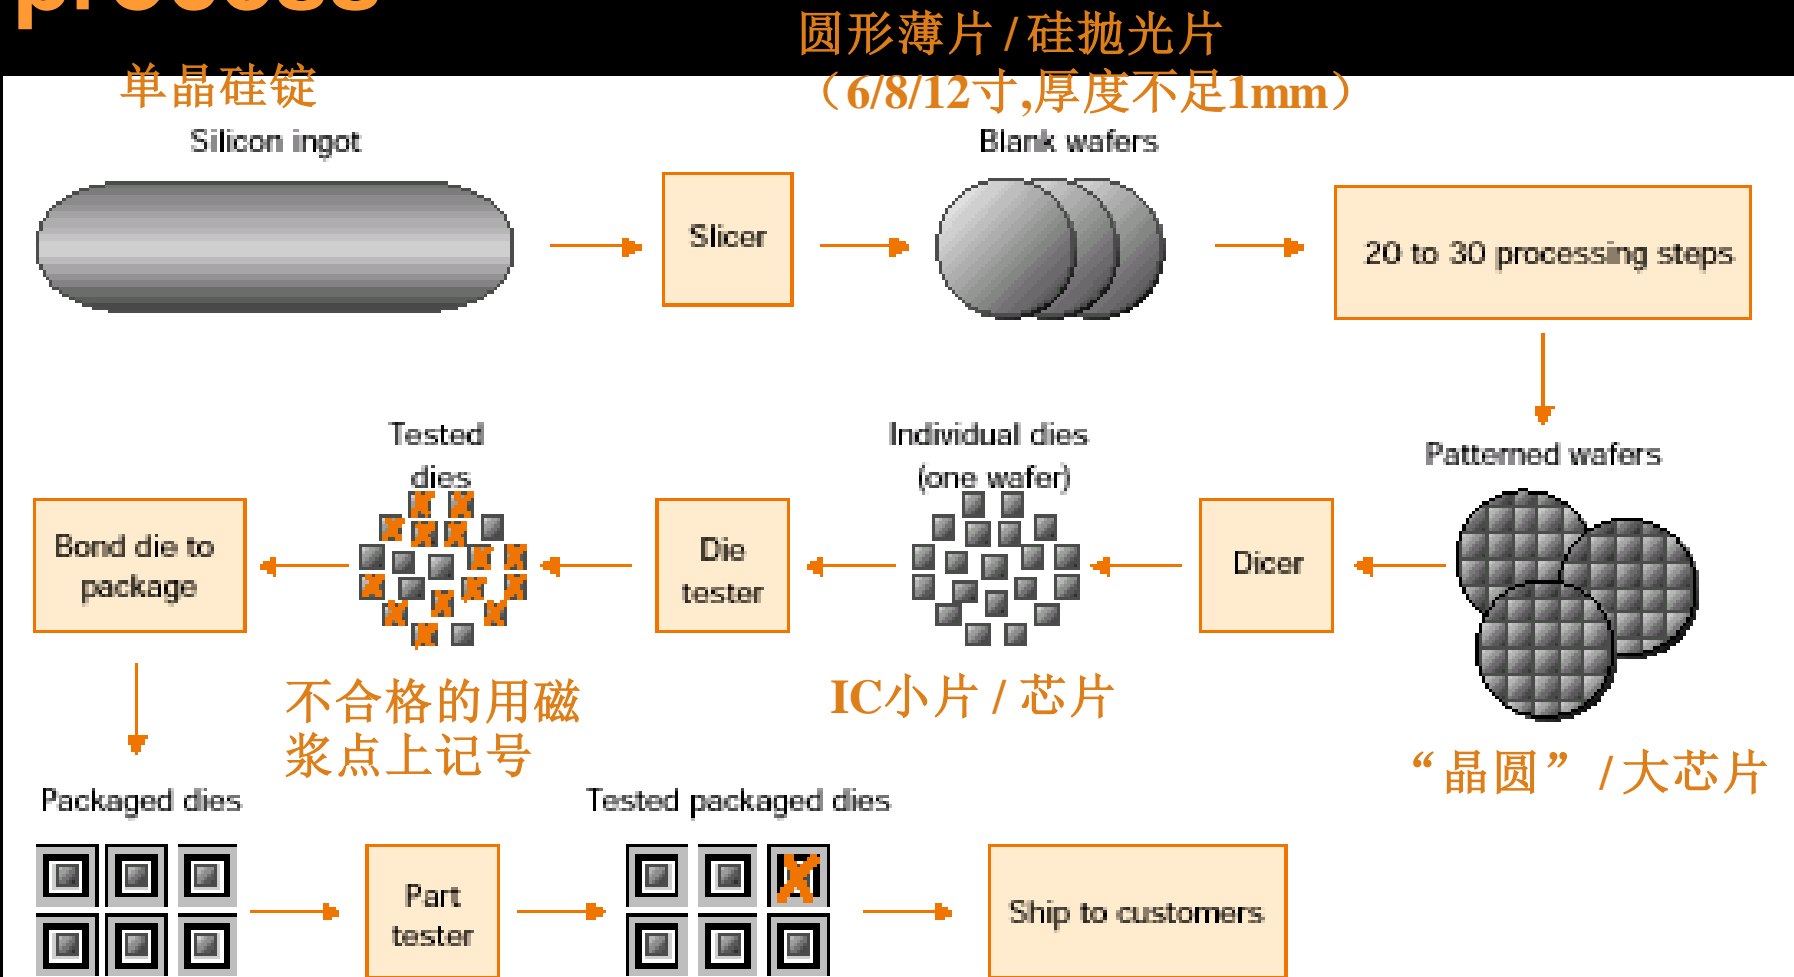 process
圆形薄片 / 硅抛光片
（6/8/12寸,厚度不足1mm）
单晶硅锭
Silicon ingot
Blank wafers
Slicer
20 to 30 processing steps
Tested
dies
Individual dies
(one wafer)
Patterned wafers
Bond die to
package
Die
tester
Dicer
不合格的用磁
浆点上记号
IC小片 / 芯片
“晶圆” / 大芯片
Packaged dies
Tested packaged dies
Part
tester
Ship to customers